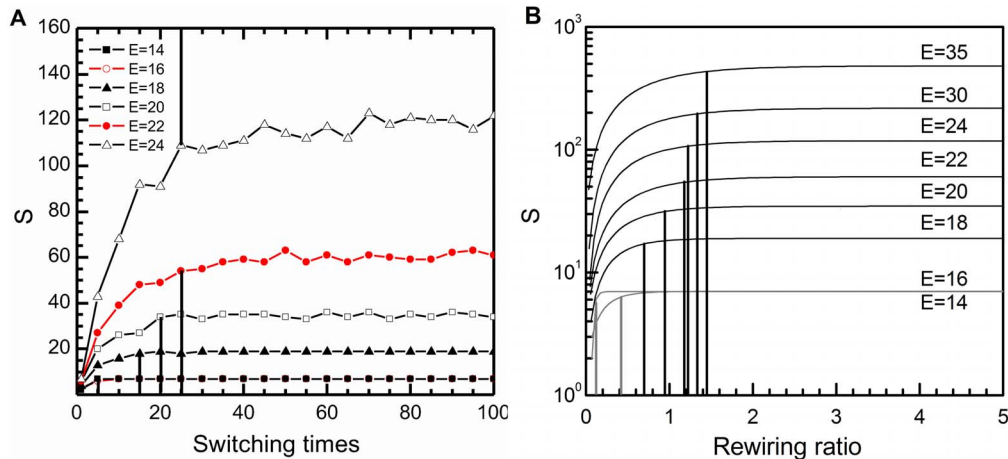 A
160
140
120
100
80
60
40
20
0
20
40
60
80
100
S
Switching times
E=14
E=16
E=18
E=20
E=22
E=24
B
10³
10²
10¹
10⁰
0
1
2
3
4
5
S
Rewiring ratio
E=35
E=30
E=24
E=22
E=20
E=18
E=16
E=14